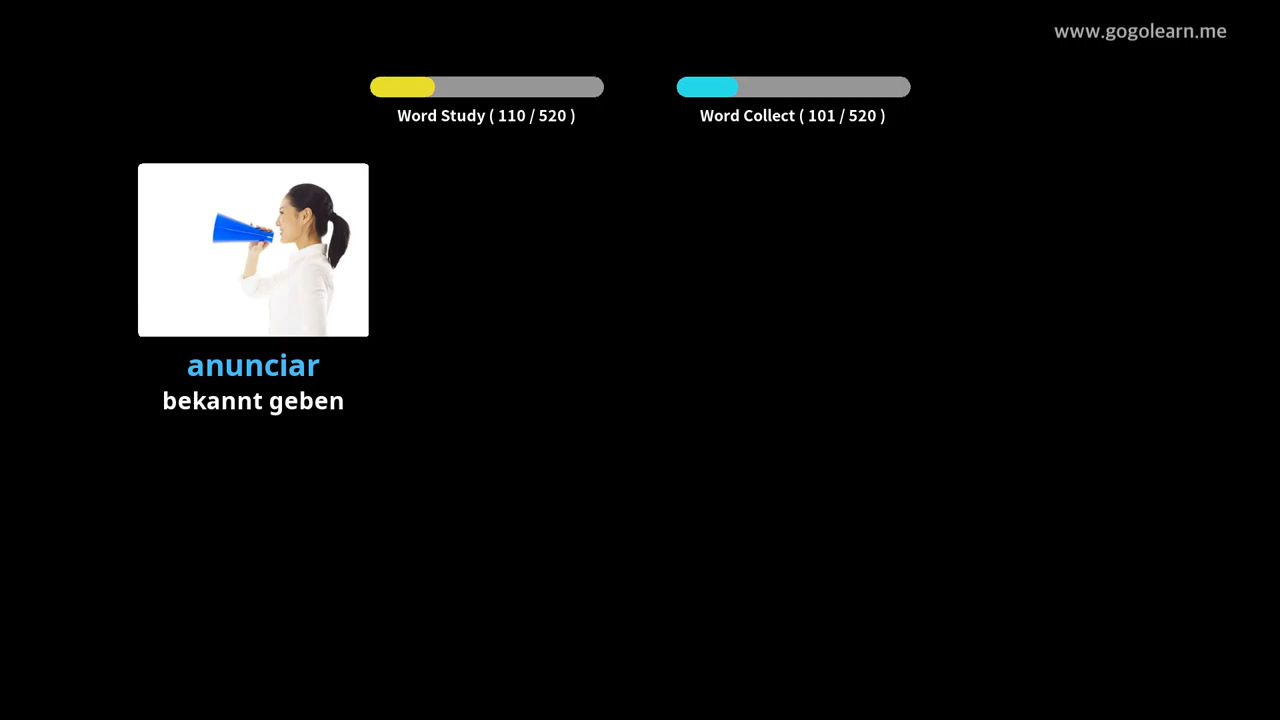 www.gogolearn.me
Word Study ( 110 / 520 )
Word Collect ( 101 / 520 )
anunciar
bekannt geben